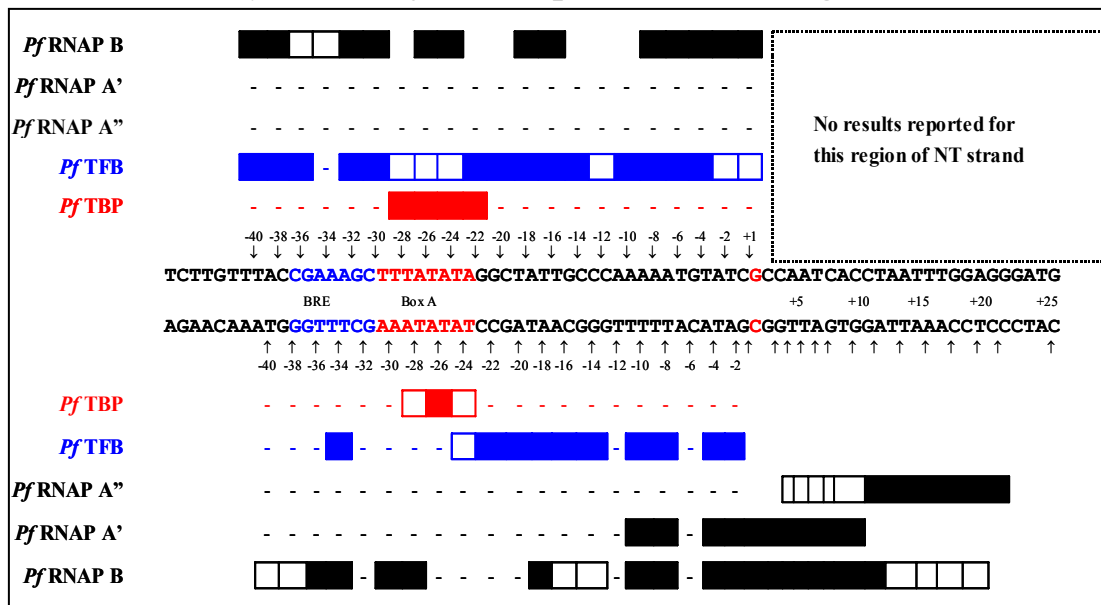 Pf RNAP B
Pf RNAP A’
Pf RNAP A”
No results reported for
this region of NT strand
Pf TFB
Pf TBP
-40 -38 -36 -34 -32 -30 -28 -26 -24 -22 -20 -18 -16 -14 -12 -10 -8 -6 -4 -2 +1
TCTTGTTTACCGAAAGCTTTATATAGGCTATTGCCCAAAAATGTATCGCCAATCACCTAATTTGGAGGGATG
BRE Box A +5 +10 +15 +20 +25
AGAACAAATGGGTTTCGAAATATATCCGATAACGGGTTTTTACATAGCGGTTAGTGGATTAAACCTCCCTAC
-40 -38 -36 -34 -32 -30 -28 -26 -24 -22 -20 -18 -16 -14 -12 -10 -8 -6 -4 -2
Pf TBP
Pf TFB
Pf RNAP A”
Pf RNAP A’
Pf RNAP B